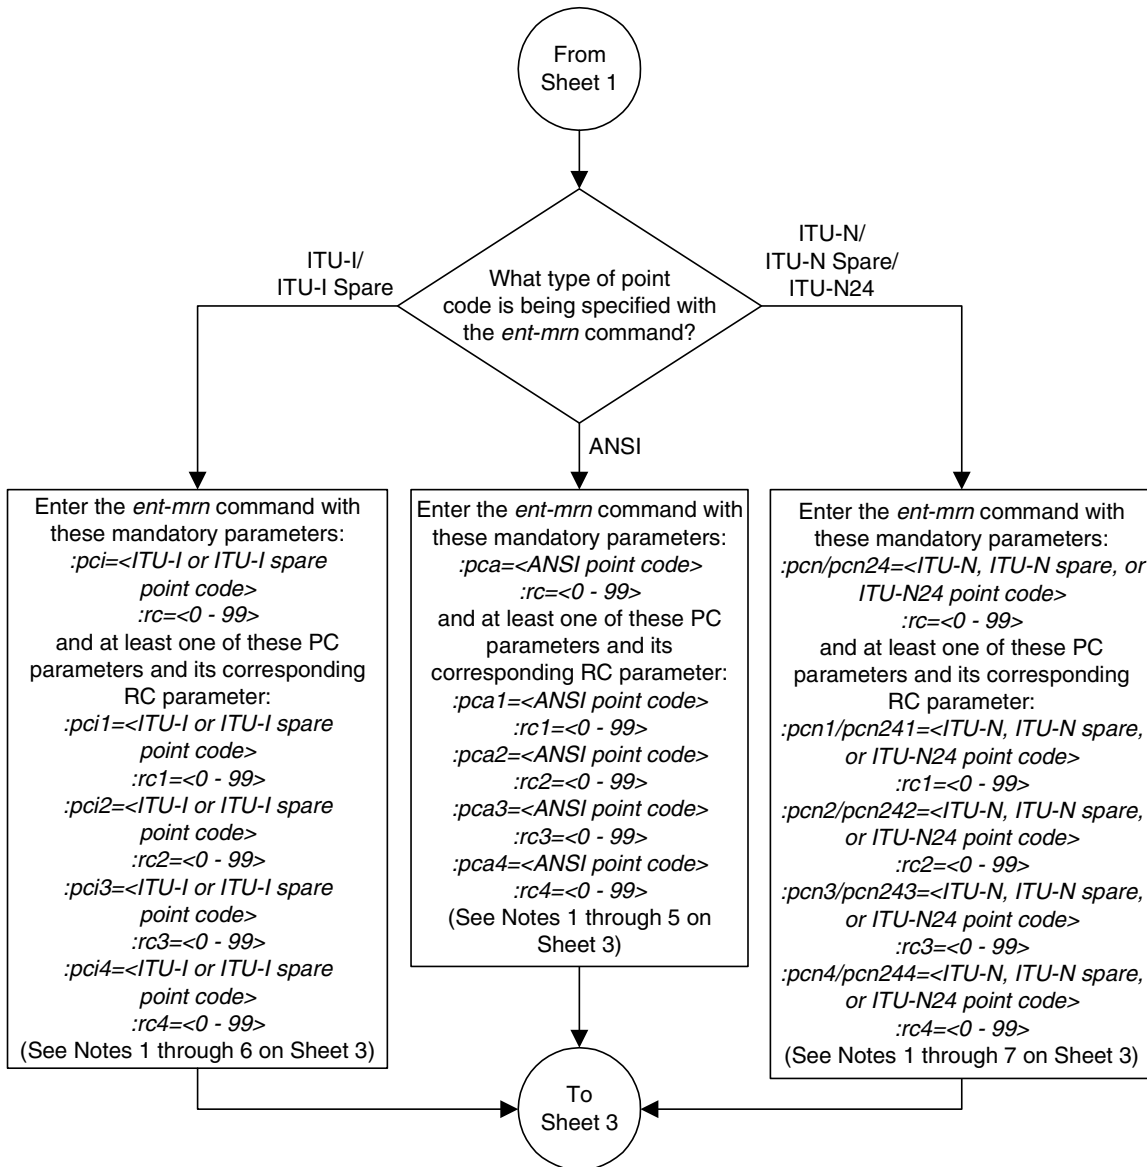 From
Sheet 1
ITU-I/
ITU-I Spare
What type of point
code is being specified with
the ent-mrn command?
ITU-N/
ITU-N Spare/
ITU-N24
ANSI
Enter the ent-mrn command with
these mandatory parameters:
:pci=<ITU-I or ITU-I spare
point code>
:rc=<0 - 99>
and at least one of these PC
parameters and its corresponding
RC parameter:
:pci1=<ITU-I or ITU-I spare
point code>
:rc1=<0 - 99>
:pci2=<ITU-I or ITU-I spare
point code>
:rc2=<0 - 99>
:pci3=<ITU-I or ITU-I spare
point code>
:rc3=<0 - 99>
:pci4=<ITU-I or ITU-I spare
point code>
:rc4=<0 - 99>
(See Notes 1 through 6 on Sheet 3)
Enter the ent-mrn command with
these mandatory parameters:
:pca=<ANSI point code>
:rc=<0 - 99>
and at least one of these PC
parameters and its
corresponding RC parameter:
:pca1=<ANSI point code>
:rc1=<0 - 99>
:pca2=<ANSI point code>
:rc2=<0 - 99>
:pca3=<ANSI point code>
:rc3=<0 - 99>
:pca4=<ANSI point code>
:rc4=<0 - 99>
(See Notes 1 through 5 on
Sheet 3)
Enter the ent-mrn command with
these mandatory parameters:
:pcn/pcn24=<ITU-N, ITU-N spare, or
ITU-N24 point code>
:rc=<0 - 99>
and at least one of these PC
parameters and its corresponding
RC parameter:
:pcn1/pcn241=<ITU-N, ITU-N spare,
or ITU-N24 point code>
:rc1=<0 - 99>
:pcn2/pcn242=<ITU-N, ITU-N spare,
or ITU-N24 point code>
:rc2=<0 - 99>
:pcn3/pcn243=<ITU-N, ITU-N spare,
or ITU-N24 point code>
:rc3=<0 - 99>
:pcn4/pcn244=<ITU-N, ITU-N spare,
or ITU-N24 point code>
:rc4=<0 - 99>
(See Notes 1 through 7 on Sheet 3)
To
Sheet 3